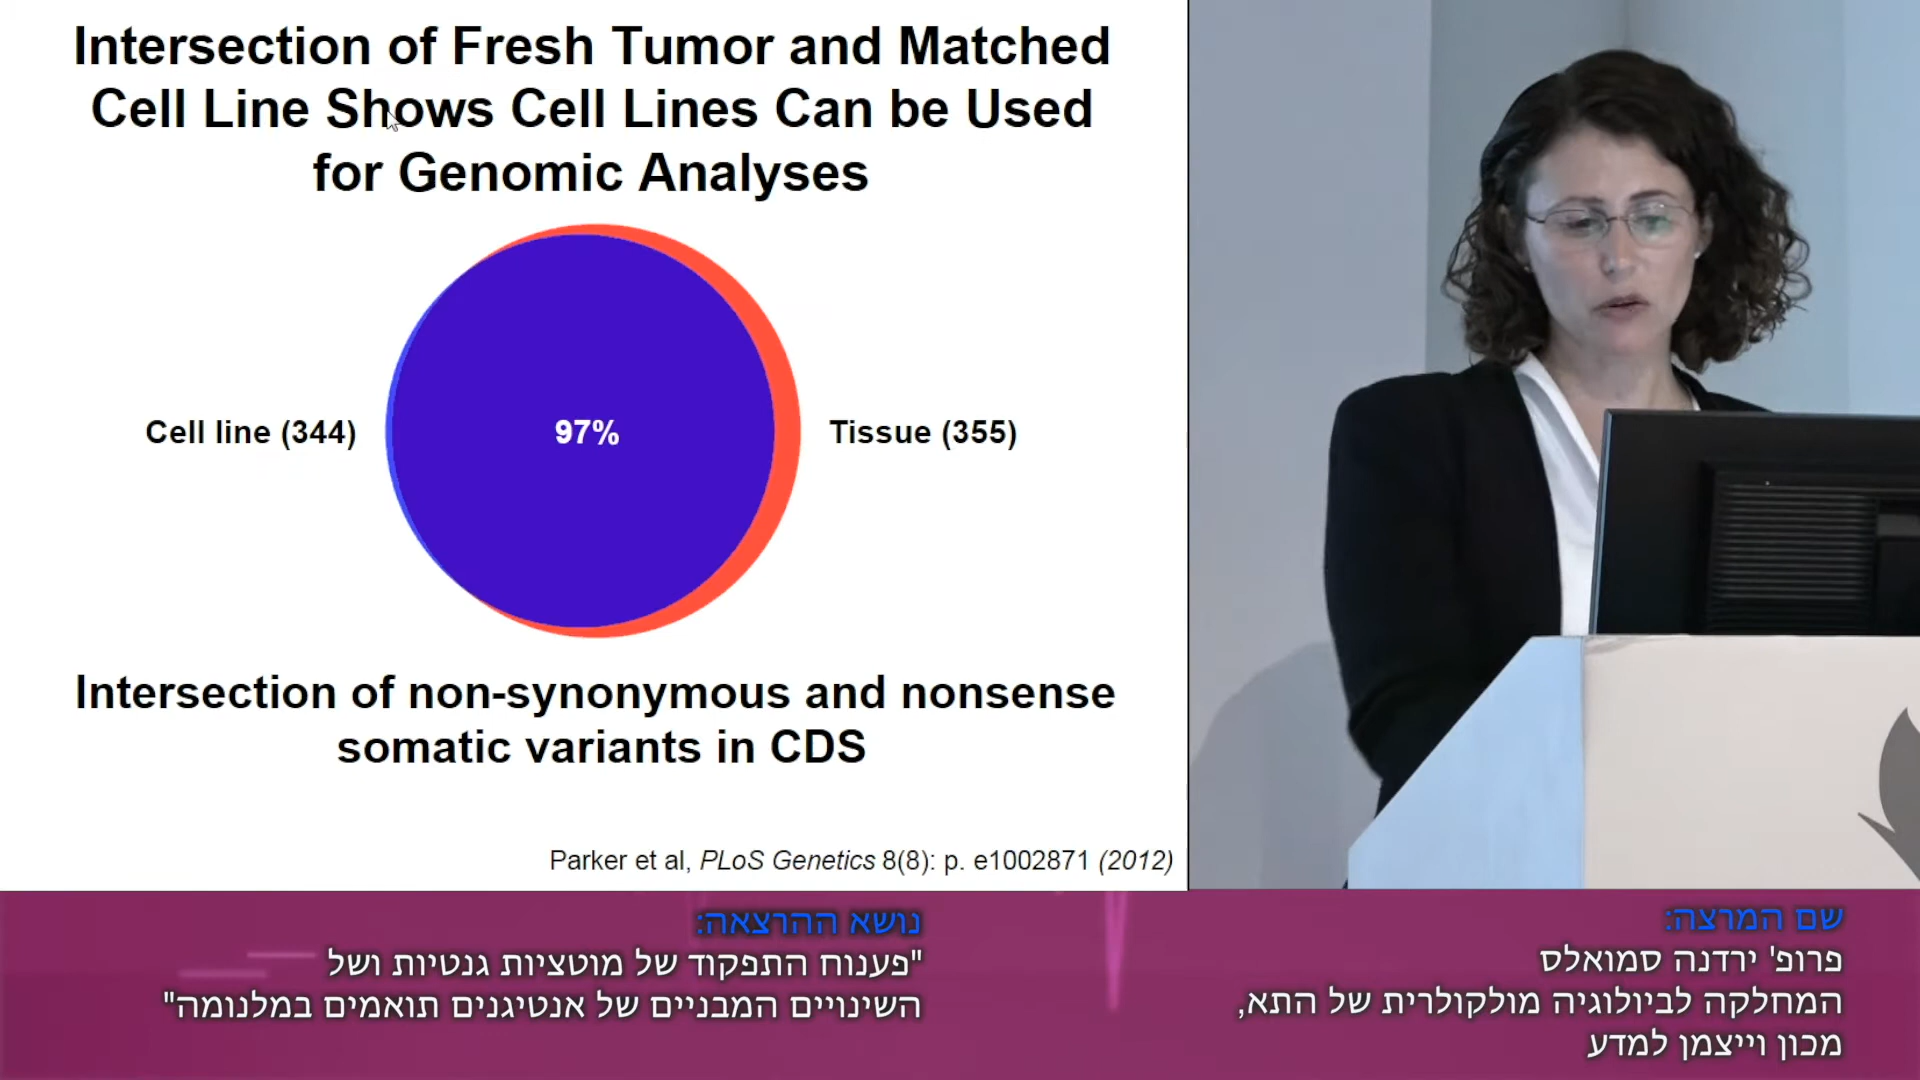 Intersection of Fresh Tumor and Matched
Cell Line Shows Cell Lines Can be Used
for Genomic Analyses
Cell line (344)
97%
Tissue (355)
Intersection of non-synonymous and nonsense
somatic variants in CDS
Parker et al, PLoS Genetics 8(8): p. e1002871 (2012)
שם המרצה:
פרופ' ירדנה סמואלס
המחלקה לביולוגיה מולקולרית של התא,
מכון וייצמן למדע
נושא ההרצאה:
"פענוח התפקוד של מוטציות גנטיות ושל
השינויים המבניים של אנטיגנים תואמים במלנומה"